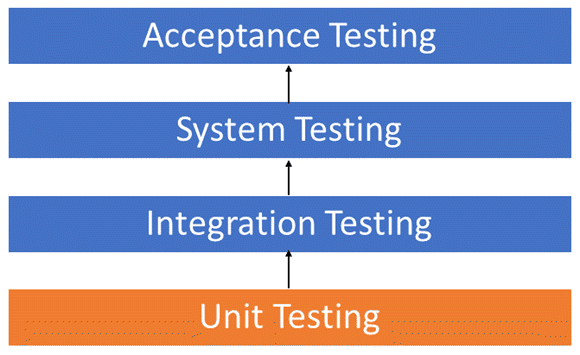 Acceptance Testing
System Testing
Integration Testing
Unit Testing